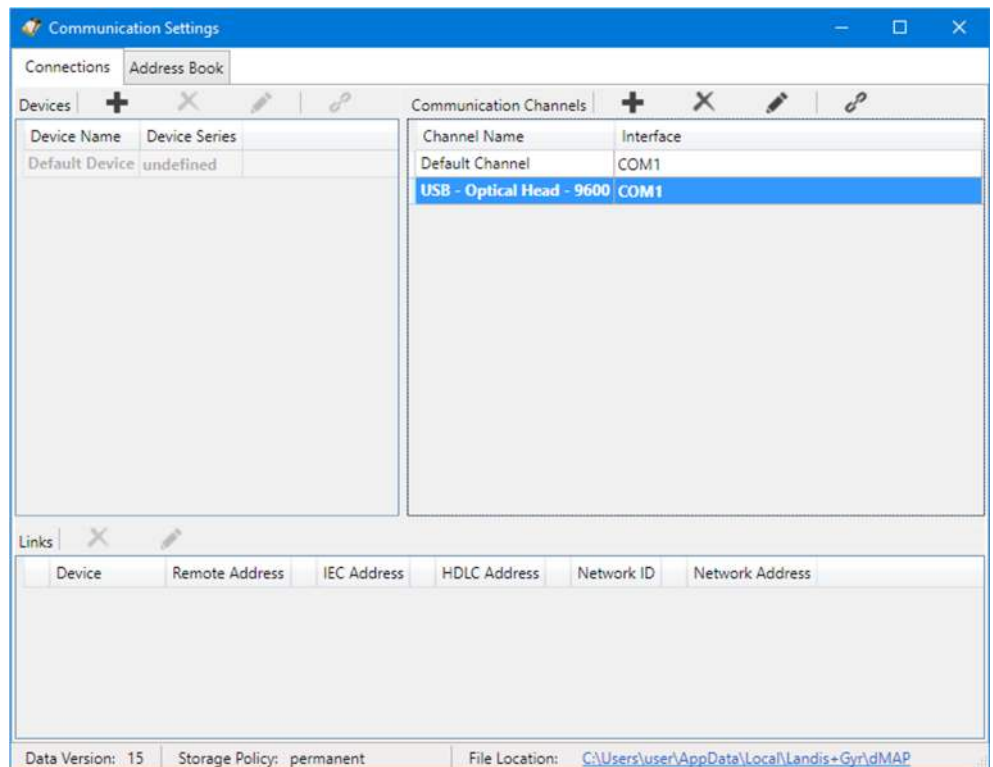 Communication Settings
Connections Address Book
Devices
Device Name Device Series
Default Device undefined
Communication Channels
Channel Name Interface
Default Channel COM1
USB - Optical Head - 9600 COM1
Links
Device Remote Address IEC Address HDLC Address Network ID Network Address
Data Version: 15 Storage Policy: permanent File Location: C:\Users\user\AppData\Local\Landis+Gyr\dMAP